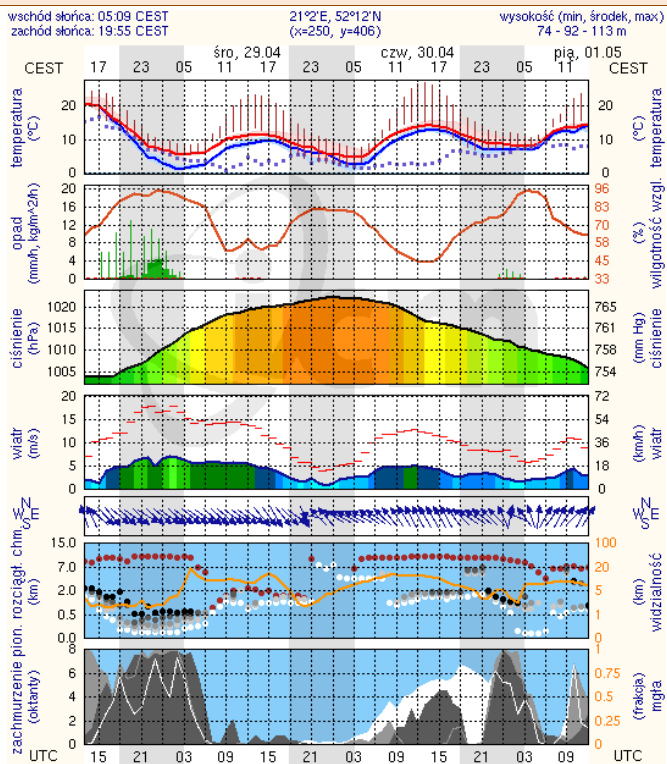 wschód słońca: 05:09 CEST 21°2'E, 52°12'N wysokość (min, środek, max)
zachód słońca: 19:55 CEST (x=250, y=406) 74 - 92 - 113 m
śro, 29.04 czw, 30.04 pią, 01.05
CEST 17 23 05 11 17 23 05 11 17 23 05 11 CEST
temperatura (°C) 20 10 0 20 10 0 (°C) temperatura
opad (mm/h, kg/m^2/h) 20 16 12 8 4 0 96 83 70 58 45 33 (%) wilgotność wzgl.
ciśnienie (hPa) 1020 1015 1010 1005 765 761 758 754 (mm Hg) ciśnienie
icm
wiatr (m/s) 20 15 10 5 0 72 54 36 18 0 (km/h) wiatr
N E S W N E S W
pion. rozciągł. chm. (km) 15.0 7.0 2.0 0.5 0.0 100 20 5 1 0 (km) widzialność
zachmurzenie (oktanty) 8 6 4 2 0 1 0.75 0.5 0.25 0 (frakcja) mgła
UTC 15 21 03 09 15 21 03 09 15 21 03 09 UTC